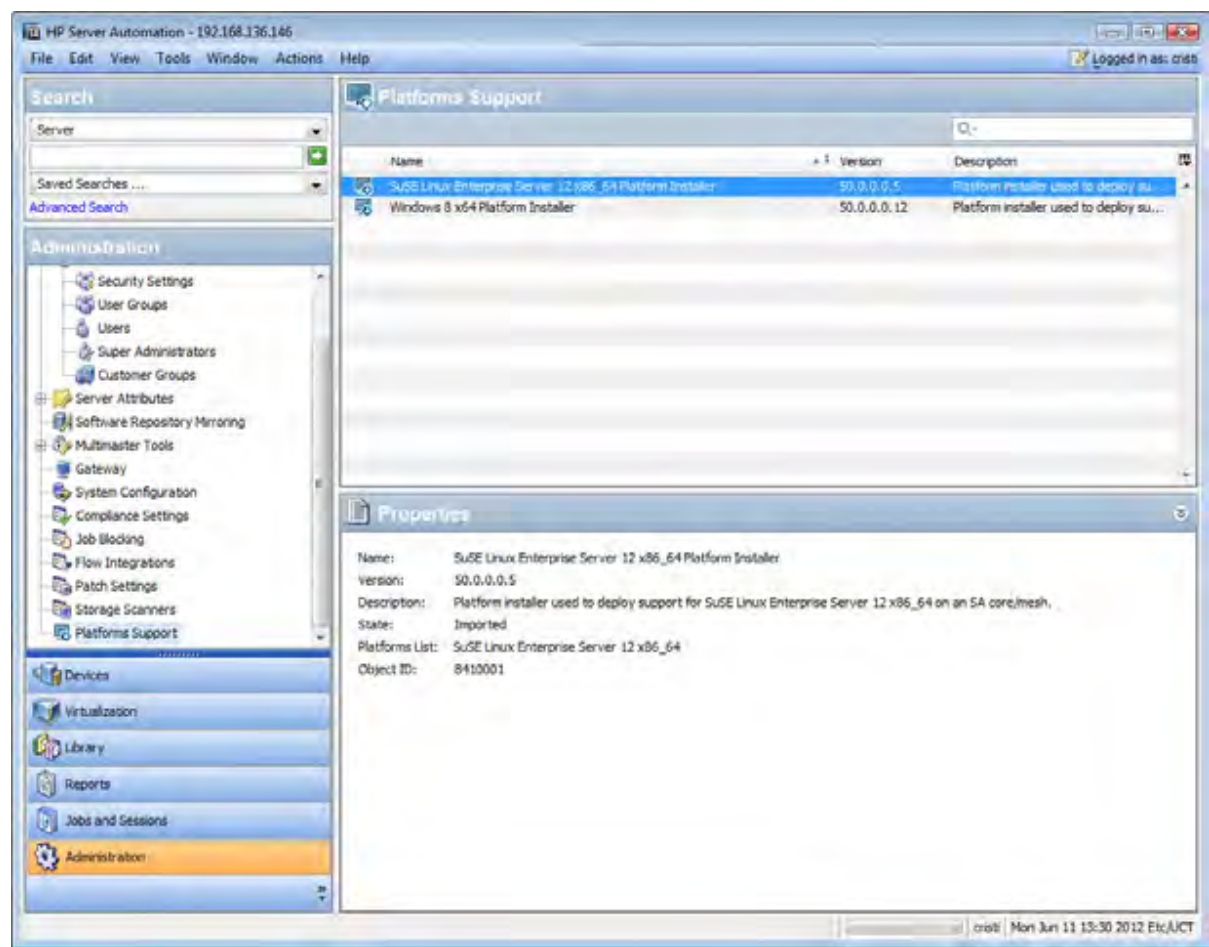 HP Server Automation - 192.168.136.146
File Edit View Tools Window Actions Help
Logged in as: cristi
Search
Server
Saved Searches ...
Advanced Search
Administration
Security Settings
User Groups
Users
Super Administrators
Customer Groups
Server Attributes
Software Repository Mirroring
Multimaster Tools
Gateway
System Configuration
Compliance Settings
Job Blocking
Flow Integrations
Patch Settings
Storage Scanners
Platforms Support
Devices
Virtualization
Library
Reports
Jobs and Sessions
Administration
Platforms Support
Name Version Description
SuSE Linux Enterprise Server 12 x86_64 Platform Installer 50.0.0.0.5 Platform installer used to deploy su...
Windows 8 x64 Platform Installer 50.0.0.0.12 Platform installer used to deploy su...
Properties
Name: SuSE Linux Enterprise Server 12 x86_64 Platform Installer
Version: 50.0.0.0.5
Description: Platform installer used to deploy support for SuSE Linux Enterprise Server 12 x86_64 on an SA core/mesh.
State: Imported
Platforms List: SuSE Linux Enterprise Server 12 x86_64
Object ID: 8410001
cristi Mon Jun 11 13:30 2012 Etc/UCT